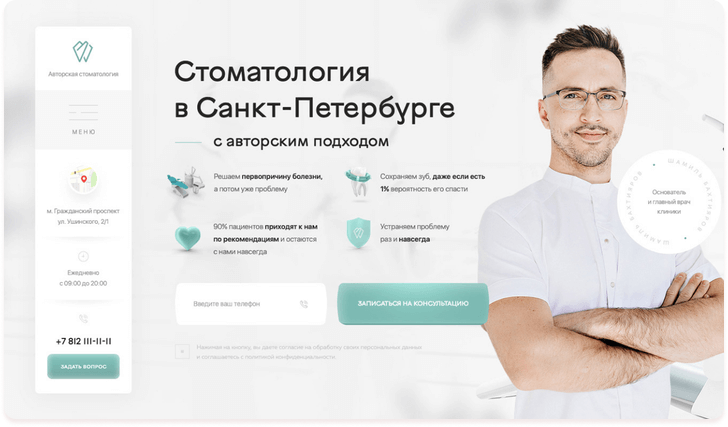 Авторская стоматология
МЕНЮ
м. Гражданский проспект
ул. Ушинского, 2/1
Ежедневно
с 09:00 до 20:00
+7 812 111-11-11
ЗАДАТЬ ВОПРОС
Стоматология
в Санкт-Петербурге
с авторским подходом
Решаем первопричину болезни,
а потом уже проблему
Сохраняем зуб, даже если есть
1% вероятность его спасти
90% пациентов приходят к нам
по рекомендациям и остаются
с нами навсегда
Устраняем проблему
раз и навсегда
Введите ваш телефон
ЗАПИСАТЬСЯ НА КОНСУЛЬТАЦИЮ
Нажимая на кнопку, вы даете согласие на обработку своих персональных данных
и соглашаетесь с политикой конфиденциальности
Основатель
и главный врач
клиники